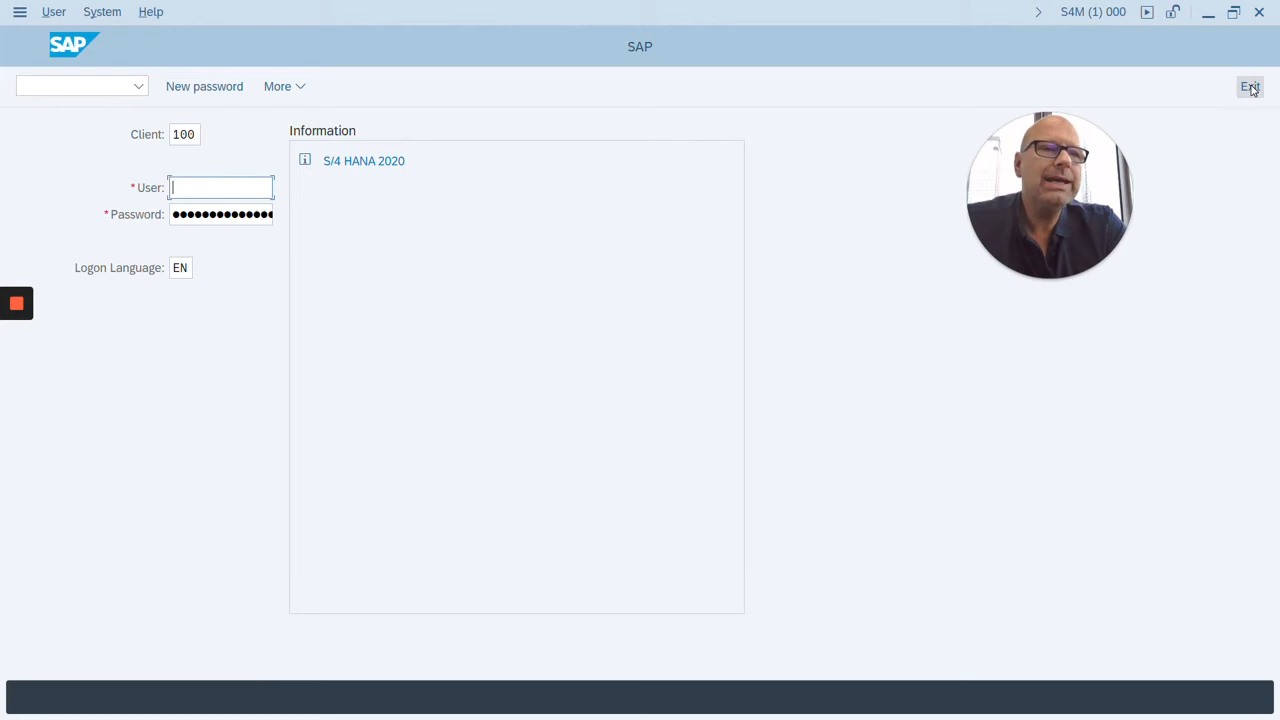 User System Help S4M (1) 000
SAP SAP
New password More Exit
Client: 100
Information
S/4 HANA 2020
*User:
*Password: ●●●●●●●●●●●●●●
Logon Language: EN